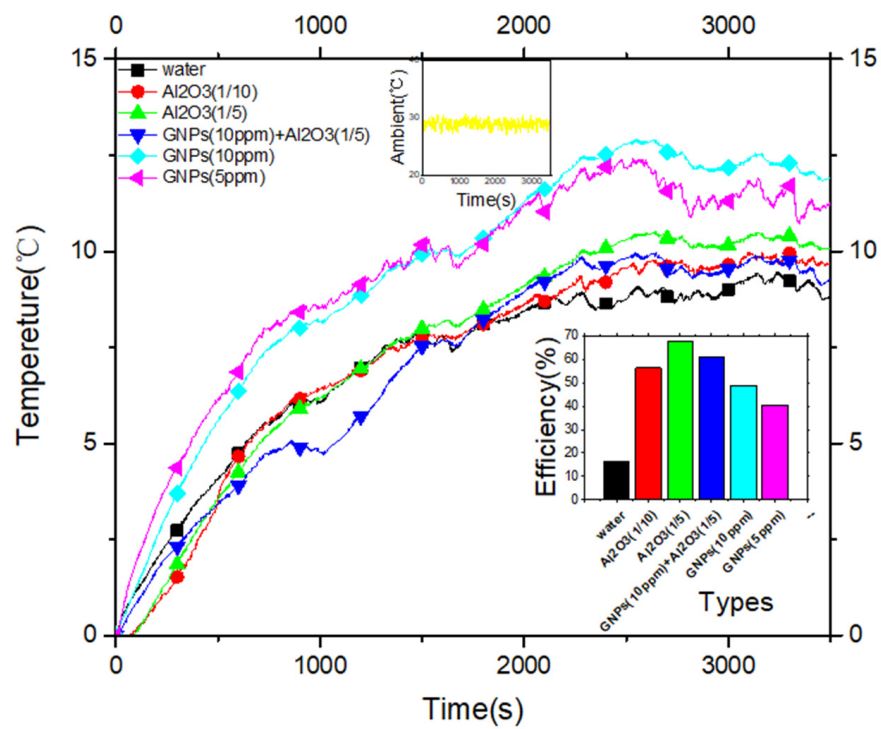 0 1000 2000 3000
15 15
10 10
5 5
0 0
0 1000 2000 3000
Tempereture(℃)
Time(s)
water
Al2O3(1/10)
Al2O3(1/5)
GNPs(10ppm)+Al2O3(1/5)
GNPs(10ppm)
GNPs(5ppm)
Ambient(℃)
40
30
20
0 1000 2000 3000
Time(s)
Efficiency(%)
70
60
50
40
30
20
10
0
water
Al2O3(1/10)
Al2O3(1/5)
GNPs(10ppm)+Al2O3(1/5)
GNPs(10ppm)
GNPs(5ppm)
--
Types